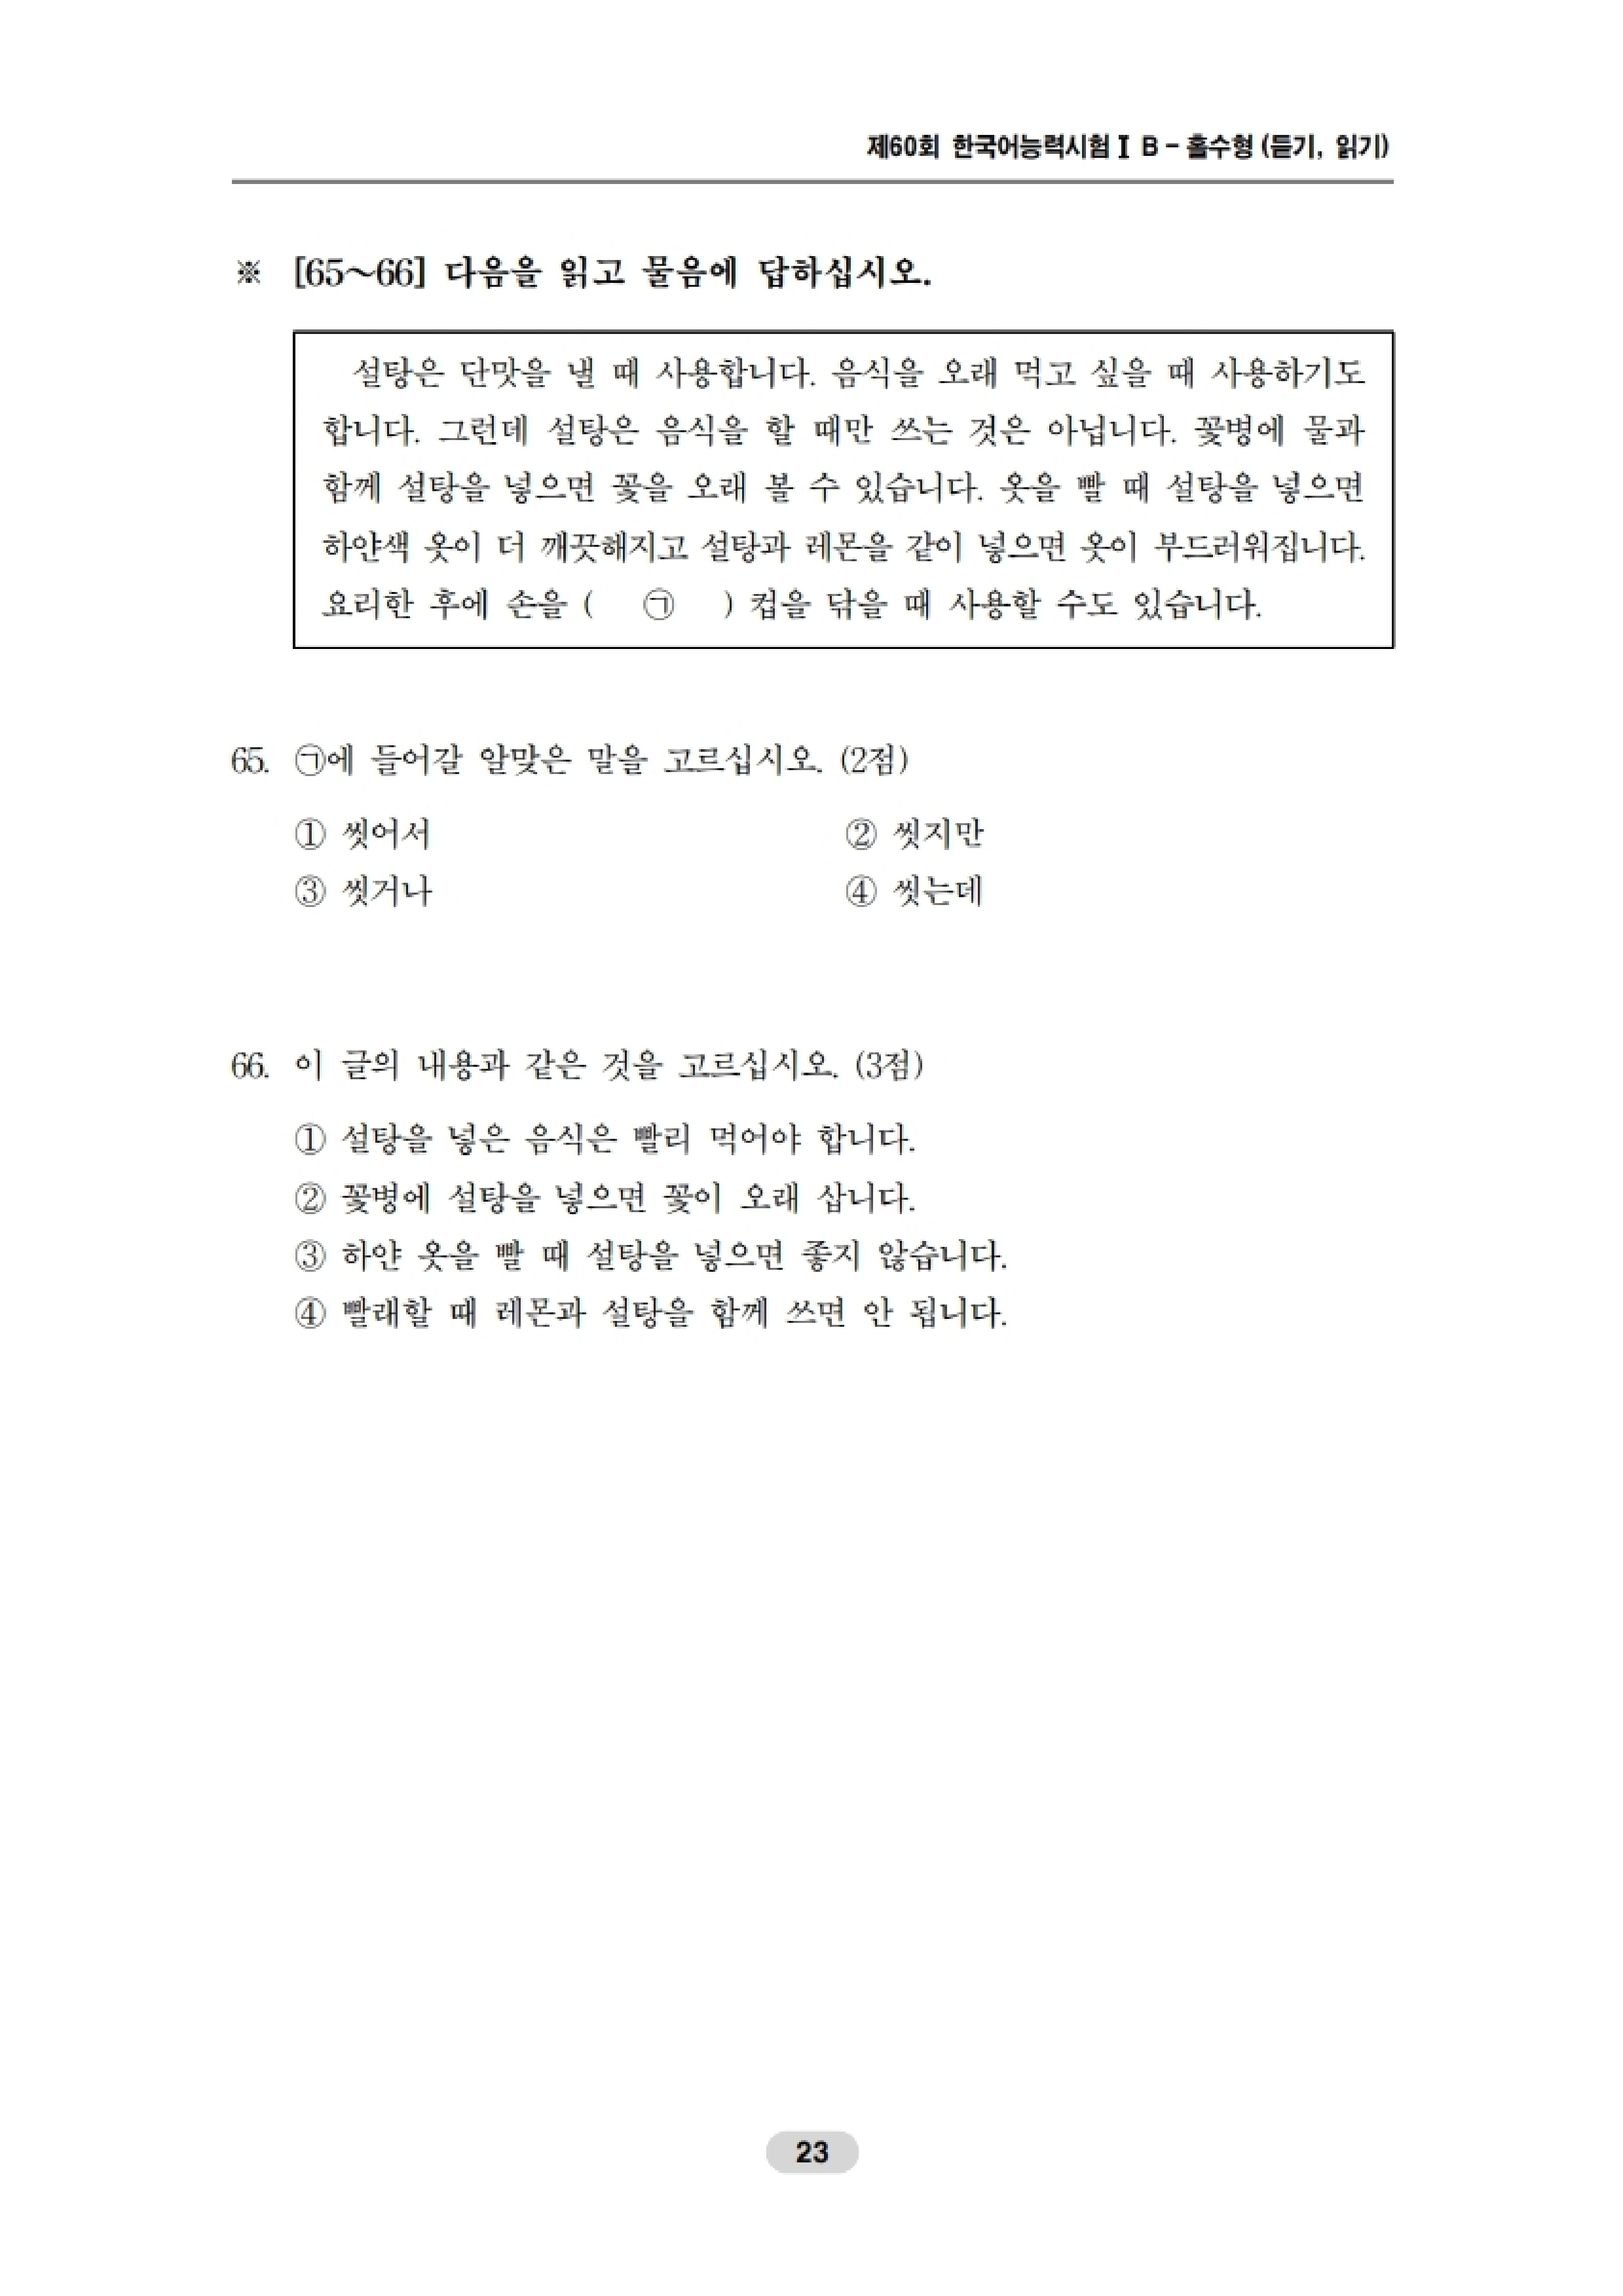 제60회 한국어능력시험 Ⅰ B - 홀수형 (듣기, 읽기)
※ [65～66] 다음을 읽고 물음에 답하십시오.
설탕은 단맛을 낼 때 사용합니다. 음식을 오래 먹고 싶을 때 사용하기도
합니다. 그런데 설탕은 음식을 할 때만 쓰는 것은 아닙니다. 꽃병에 물과
함께 설탕을 넣으면 꽃을 오래 볼 수 있습니다. 옷을 빨 때 설탕을 넣으면
하얀색 옷이 더 깨끗해지고 설탕과 레몬을 같이 넣으면 옷이 부드러워집니다.
요리한 후에 손을 ( ㉠ ) 컵을 닦을 때 사용할 수도 있습니다.
65. ㉠에 들어갈 알맞은 말을 고르십시오. (2점)
① 씻어서 ② 씻지만
③ 씻거나 ④ 씻는데
66. 이 글의 내용과 같은 것을 고르십시오. (3점)
① 설탕을 넣은 음식은 빨리 먹어야 합니다.
② 꽃병에 설탕을 넣으면 꽃이 오래 삽니다.
③ 하얀 옷을 빨 때 설탕을 넣으면 좋지 않습니다.
④ 빨래할 때 레몬과 설탕을 함께 쓰면 안 됩니다.
23